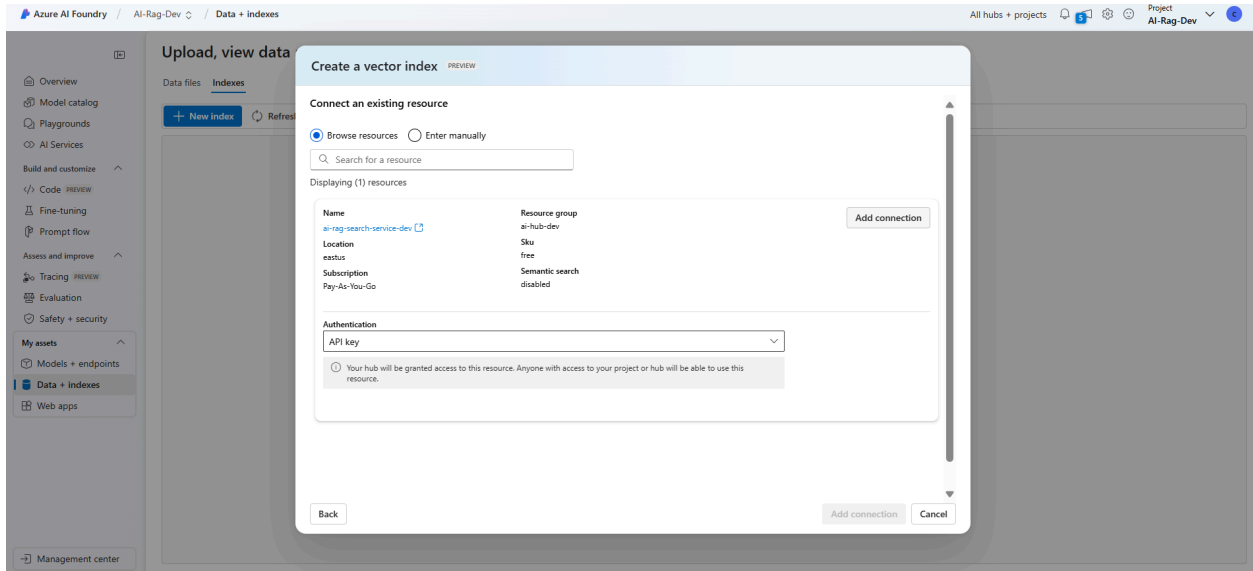 Azure AI Foundry / AI-Rag-Dev / Data + indexes
All hubs + projects
5
Project
AI-Rag-Dev
C
Overview
Model catalog
Playgrounds
AI Services
Build and customize
Code PREVIEW
Fine-tuning
Prompt flow
Assess and improve
Tracing PREVIEW
Evaluation
Safety + security
My assets
Models + endpoints
Data + indexes
Web apps
Management center
Upload, view data
Data files Indexes
New index Refres
Create a vector index PREVIEW
Connect an existing resource
Browse resources Enter manually
Search for a resource
Displaying (1) resources
Name
ai-rag-search-service-dev
Location
eastus
Subscription
Pay-As-You-Go
Resource group
ai-hub-dev
Sku
free
Semantic search
disabled
Add connection
Authentication
API key
Your hub will be granted access to this resource. Anyone with access to your project or hub will be able to use this
resource.
Back
Add connection Cancel